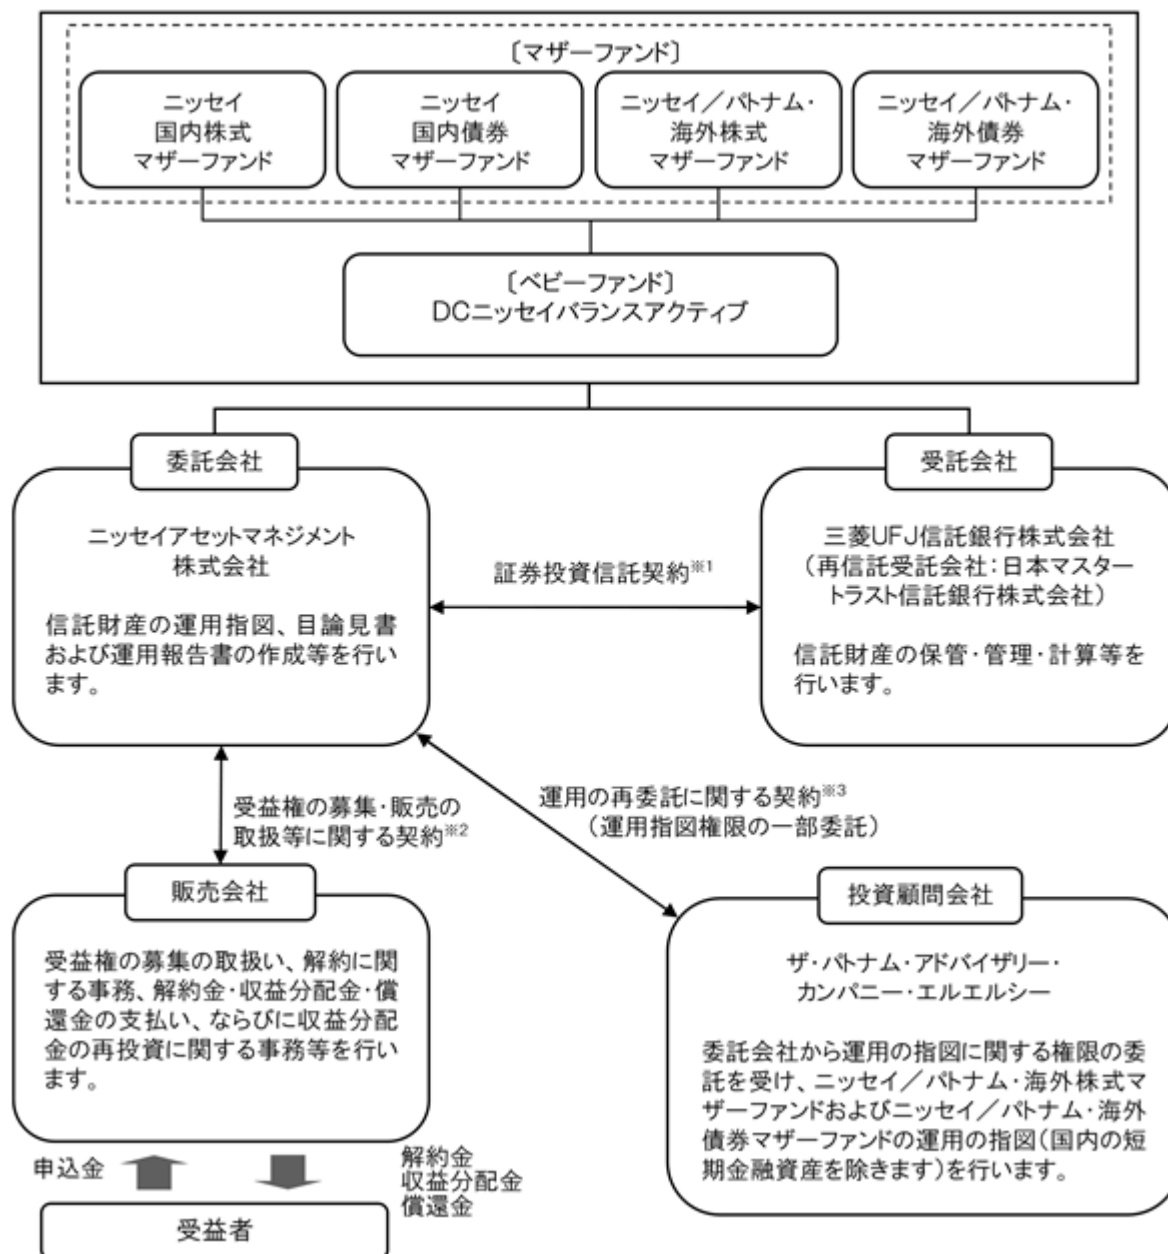 〔マザーファンド〕
ニッセイ
国内株式
マザーファンド
ニッセイ
国内債券
マザーファンド
ニッセイ／パトナム・
海外株式
マザーファンド
ニッセイ／パトナム・
海外債券
マザーファンド
〔ベビーファンド〕
DCニッセイバランスアクティブ
委託会社
ニッセイアセットマネジメント
株式会社
信託財産の運用指図、目論見書
および運用報告書の作成等を行い
ます。
証券投資信託契約※1
受託会社
三菱UFJ信託銀行株式会社
（再信託受託会社：日本マスター
トラスト信託銀行株式会社）
信託財産の保管・管理・計算等を
行います。
受益権の募集・販売の
取扱等に関する契約※2
運用の再委託に関する契約※3
（運用指図権限の一部委託）
販売会社
受益権の募集の取扱い、解約に関
する事務、解約金・収益分配金・償
還金の支払い、ならびに収益分配
金の再投資に関する事務等を行い
ます。
投資顧問会社
ザ・パトナム・アドバイザリー・
カンパニー・エルエルシー
委託会社から運用の指図に関する権限の委
託を受け、ニッセイ／パトナム・海外株式マ
ザーファンドおよびニッセイ／パトナム・海外
債券マザーファンドの運用の指図（国内の短
期金融資産を除きます）を行います。
申込金
解約金
収益分配金
償還金
受益者